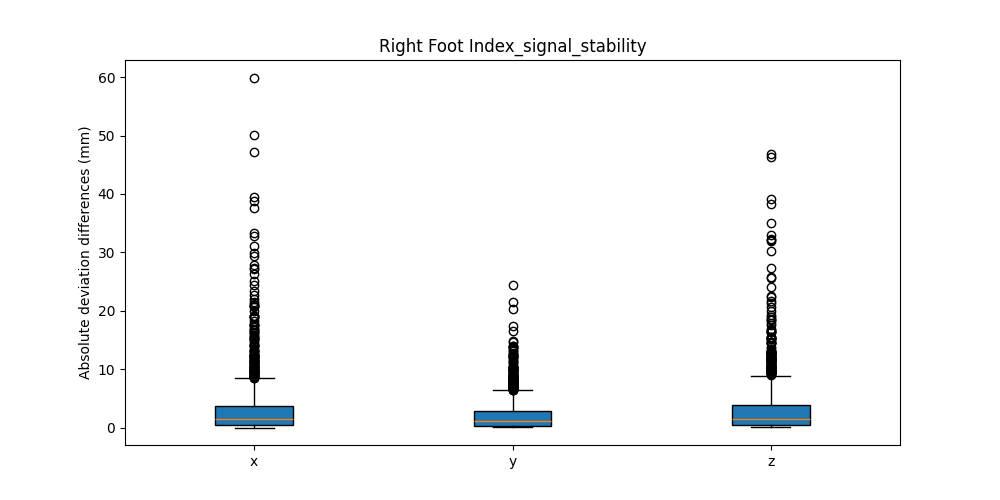 Right Foot Index_signal_stability
Absolute deviation differences (mm)
60
50
40
30
20
10
0
x y z